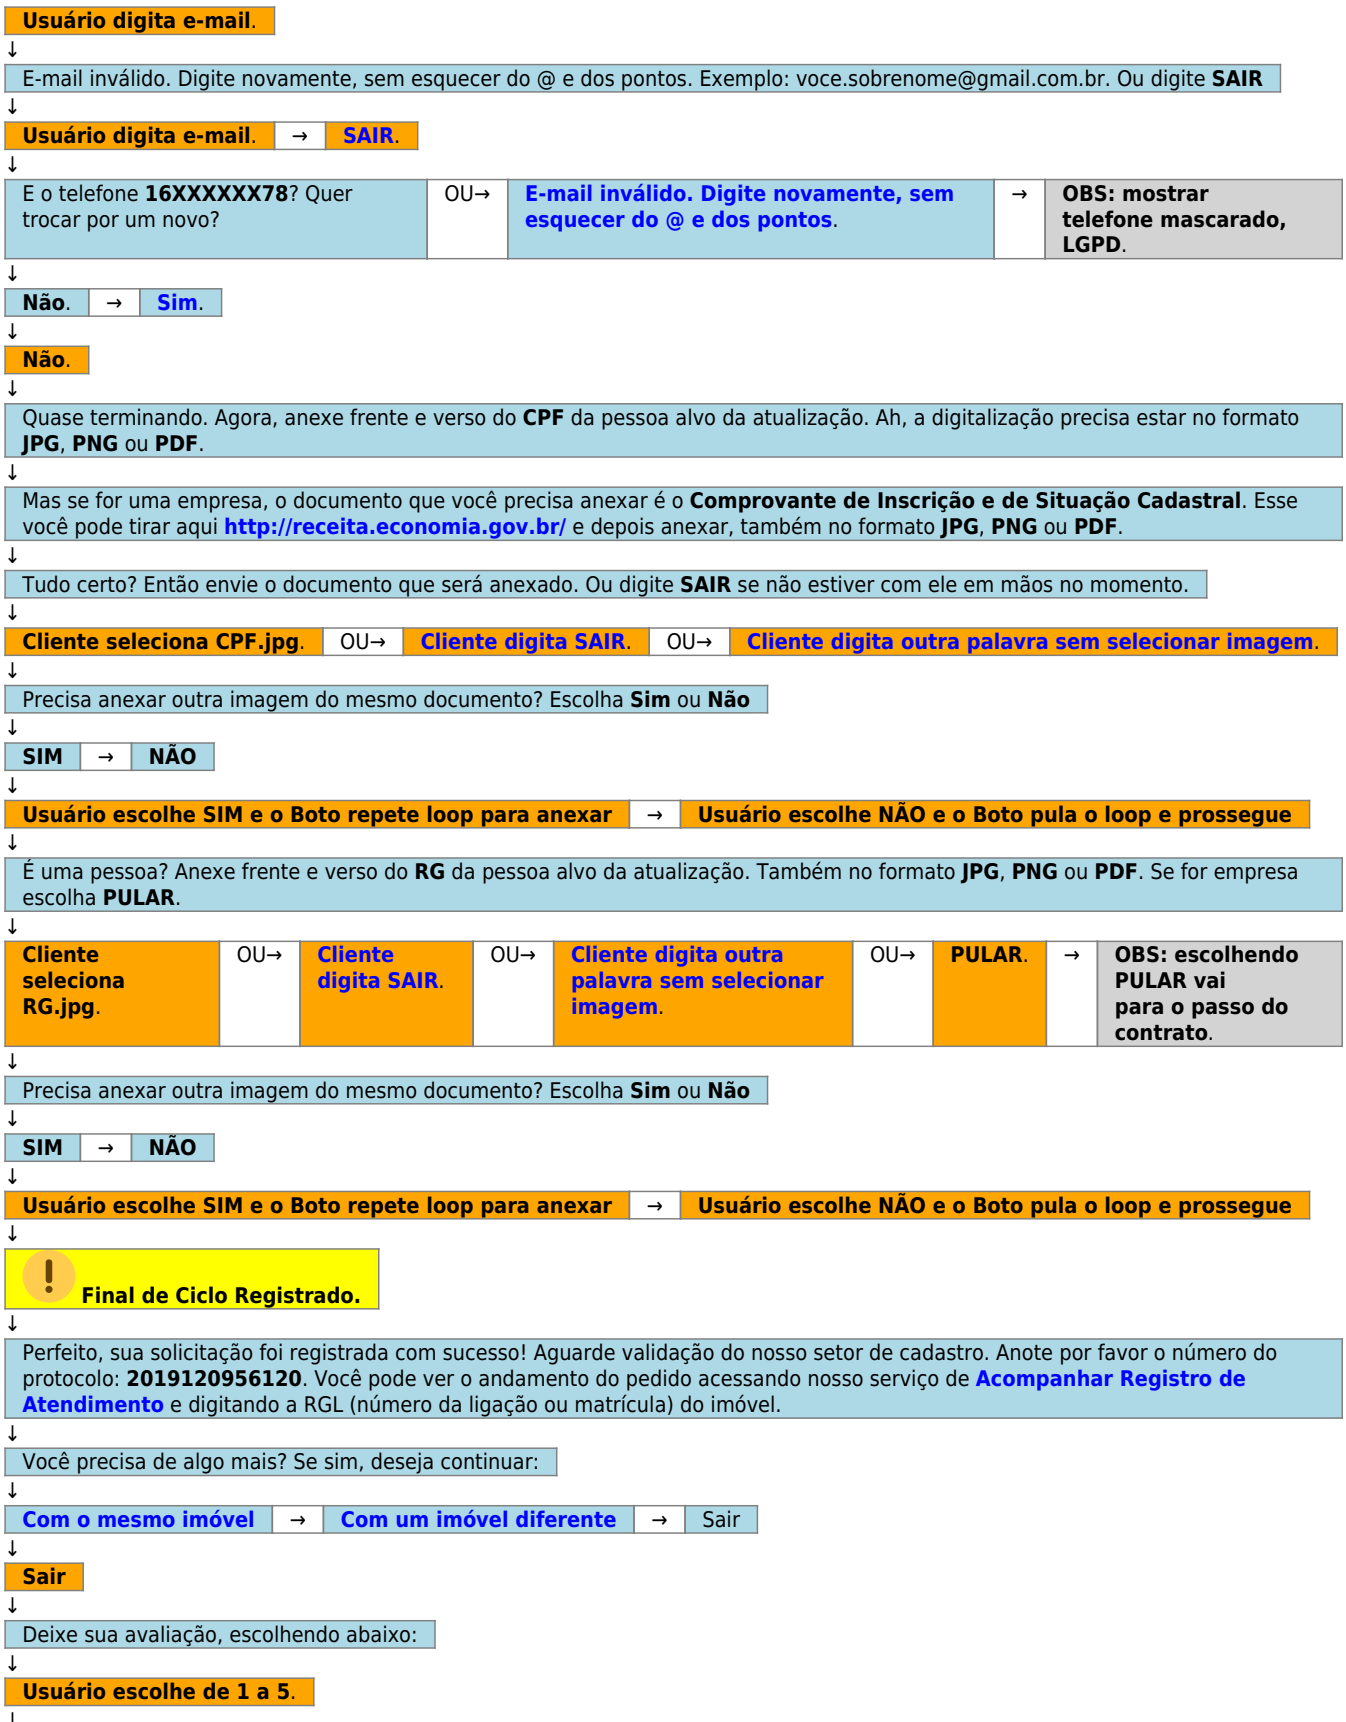 Usuário digita e-mail.
↓
E-mail inválido. Digite novamente, sem esquecer do @ e dos pontos. Exemplo: voce.sobrenome@gmail.com.br. Ou digite SAIR
↓
Usuário digita e-mail. → SAIR.
↓
E o telefone 16XXXXXX78? Quer OU→ E-mail inválido. Digite novamente, sem → OBS: mostrar
trocar por um novo? esquecer do @ e dos pontos. telefone mascarado,
LGPD.
↓
Não. → Sim.
↓
Não.
↓
Quase terminando. Agora, anexe frente e verso do CPF da pessoa alvo da atualização. Ah, a digitalização precisa estar no formato
JPG, PNG ou PDF.
↓
Mas se for uma empresa, o documento que você precisa anexar é o Comprovante de Inscrição e de Situação Cadastral. Esse
você pode tirar aqui http://receita.economia.gov.br/ e depois anexar, também no formato JPG, PNG ou PDF.
↓
Tudo certo? Então envie o documento que será anexado. Ou digite SAIR se não estiver com ele em mãos no momento.
↓
Cliente seleciona CPF.jpg. OU→ Cliente digita SAIR. OU→ Cliente digita outra palavra sem selecionar imagem.
↓
Precisa anexar outra imagem do mesmo documento? Escolha Sim ou Não
↓
SIM → NÃO
↓
Usuário escolhe SIM e o Boto repete loop para anexar → Usuário escolhe NÃO e o Boto pula o loop e prossegue
↓
É uma pessoa? Anexe frente e verso do RG da pessoa alvo da atualização. Também no formato JPG, PNG ou PDF. Se for empresa
escolha PULAR.
↓
Cliente OU→ Cliente OU→ Cliente digita outra OU→ PULAR. → OBS: escolhendo
seleciona digita SAIR. palavra sem selecionar PULAR vai
RG.jpg. imagem. para o passo do
contrato.
↓
Precisa anexar outra imagem do mesmo documento? Escolha Sim ou Não
↓
SIM → NÃO
↓
Usuário escolhe SIM e o Boto repete loop para anexar → Usuário escolhe NÃO e o Boto pula o loop e prossegue
↓
Final de Ciclo Registrado.
↓
Perfeito, sua solicitação foi registrada com sucesso! Aguarde validação do nosso setor de cadastro. Anote por favor o número do
protocolo: 2019120956120. Você pode ver o andamento do pedido acessando nosso serviço de Acompanhar Registro de
Atendimento e digitando a RGL (número da ligação ou matrícula) do imóvel.
↓
Você precisa de algo mais? Se sim, deseja continuar:
↓
Com o mesmo imóvel → Com um imóvel diferente → Sair
↓
Sair
↓
Deixe sua avaliação, escolhendo abaixo:
↓
Usuário escolhe de 1 a 5.